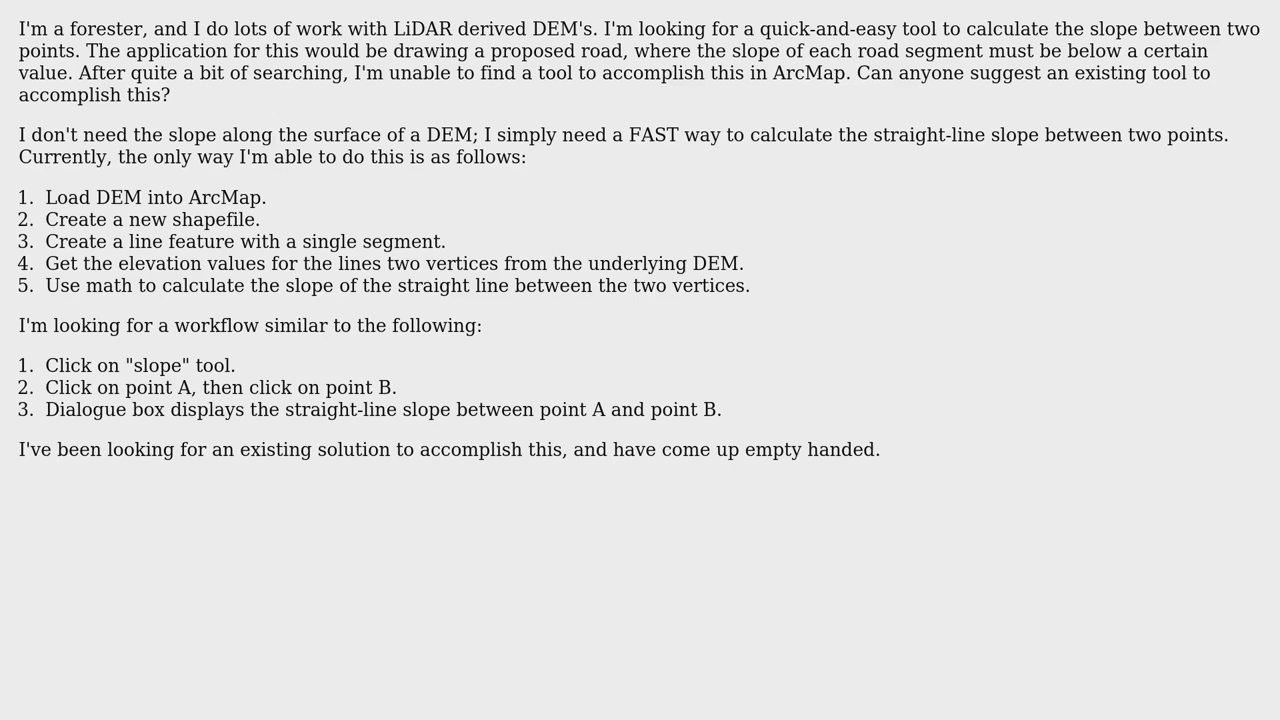 I'm a forester, and I do lots of work with LiDAR derived DEM's. I'm looking for a quick-and-easy tool to calculate the slope between two
points. The application for this would be drawing a proposed road, where the slope of each road segment must be below a certain
value. After quite a bit of searching, I'm unable to find a tool to accomplish this in ArcMap. Can anyone suggest an existing tool to
accomplish this?
I don't need the slope along the surface of a DEM; I simply need a FAST way to calculate the straight-line slope between two points.
Currently, the only way I'm able to do this is as follows:
1. Load DEM into ArcMap.
2. Create a new shapefile.
3. Create a line feature with a single segment.
4. Get the elevation values for the lines two vertices from the underlying DEM.
5. Use math to calculate the slope of the straight line between the two vertices.
I'm looking for a workflow similar to the following:
1. Click on "slope" tool.
2. Click on point A, then click on point B.
3. Dialogue box displays the straight-line slope between point A and point B.
I've been looking for an existing solution to accomplish this, and have come up empty handed.